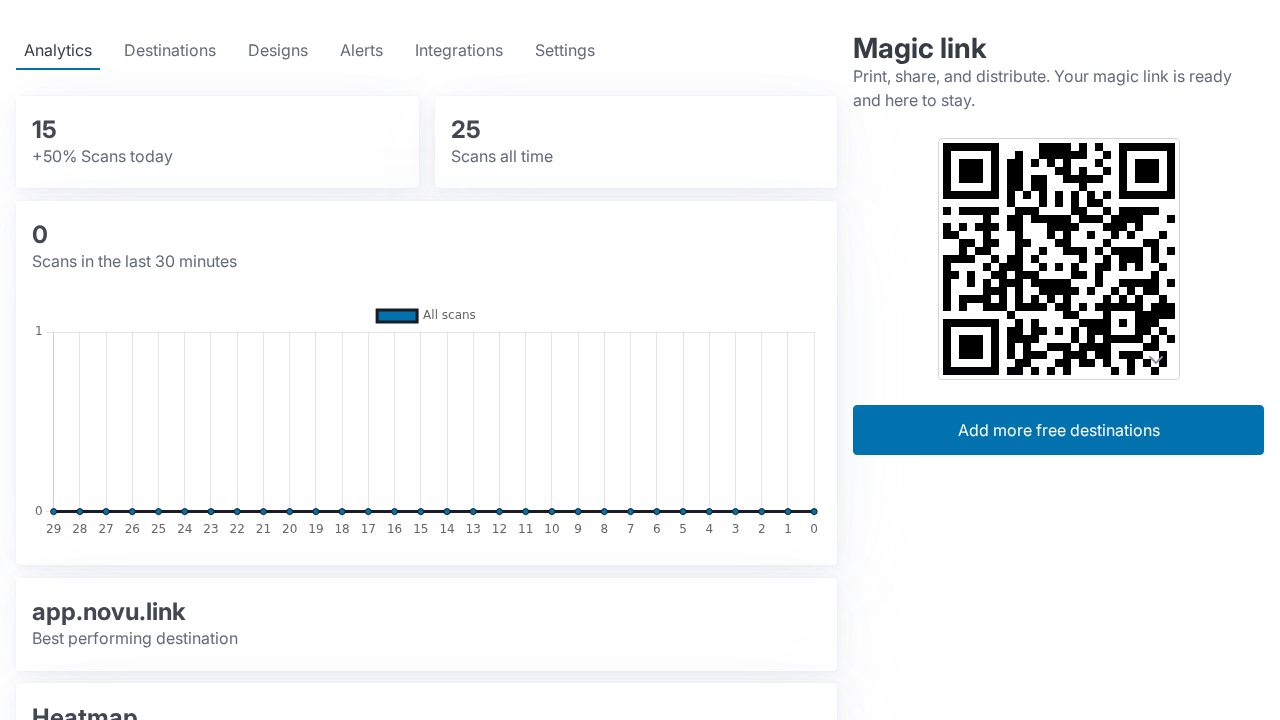 Analytics
Destinations
Designs
Alerts
Integrations
Settings
15
+50% Scans today
25
Scans all time
0
Scans in the last 30 minutes
All scans
1
0
29 28 27 26 25 24 23 22 21 20 19 18 17 16 15 14 13 12 11 10 9 8 7 6 5 4 3 2 1 0
app.novu.link
Best performing destination
Heatmap
Magic link
Print, share, and distribute. Your magic link is ready
and here to stay.
Add more free destinations